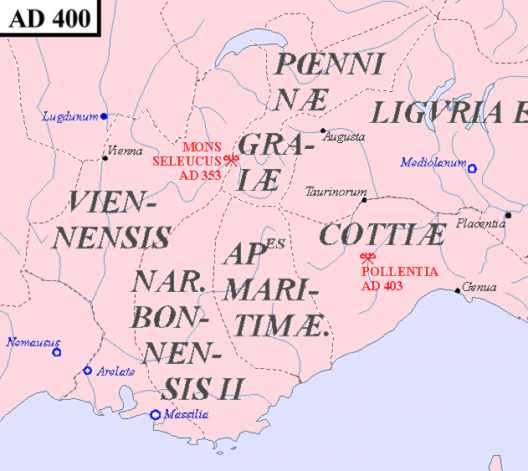 AD 400
PŒNNI
NÆ
LIGVRIA E
Lugdunum
MONS
SELEUCUS
AD 353
GRA-
IÆ
Augusta
Vienna
Mediolanum
Taurinorum
VIEN-
NENSIS
COTTIÆ
Placentia
AP ES
MARI-
TIMÆ.
POLLENTIA
AD 403
Genua
NAR.
BON-
NEN-
SIS II
Nemausus
Arelate
Massilia